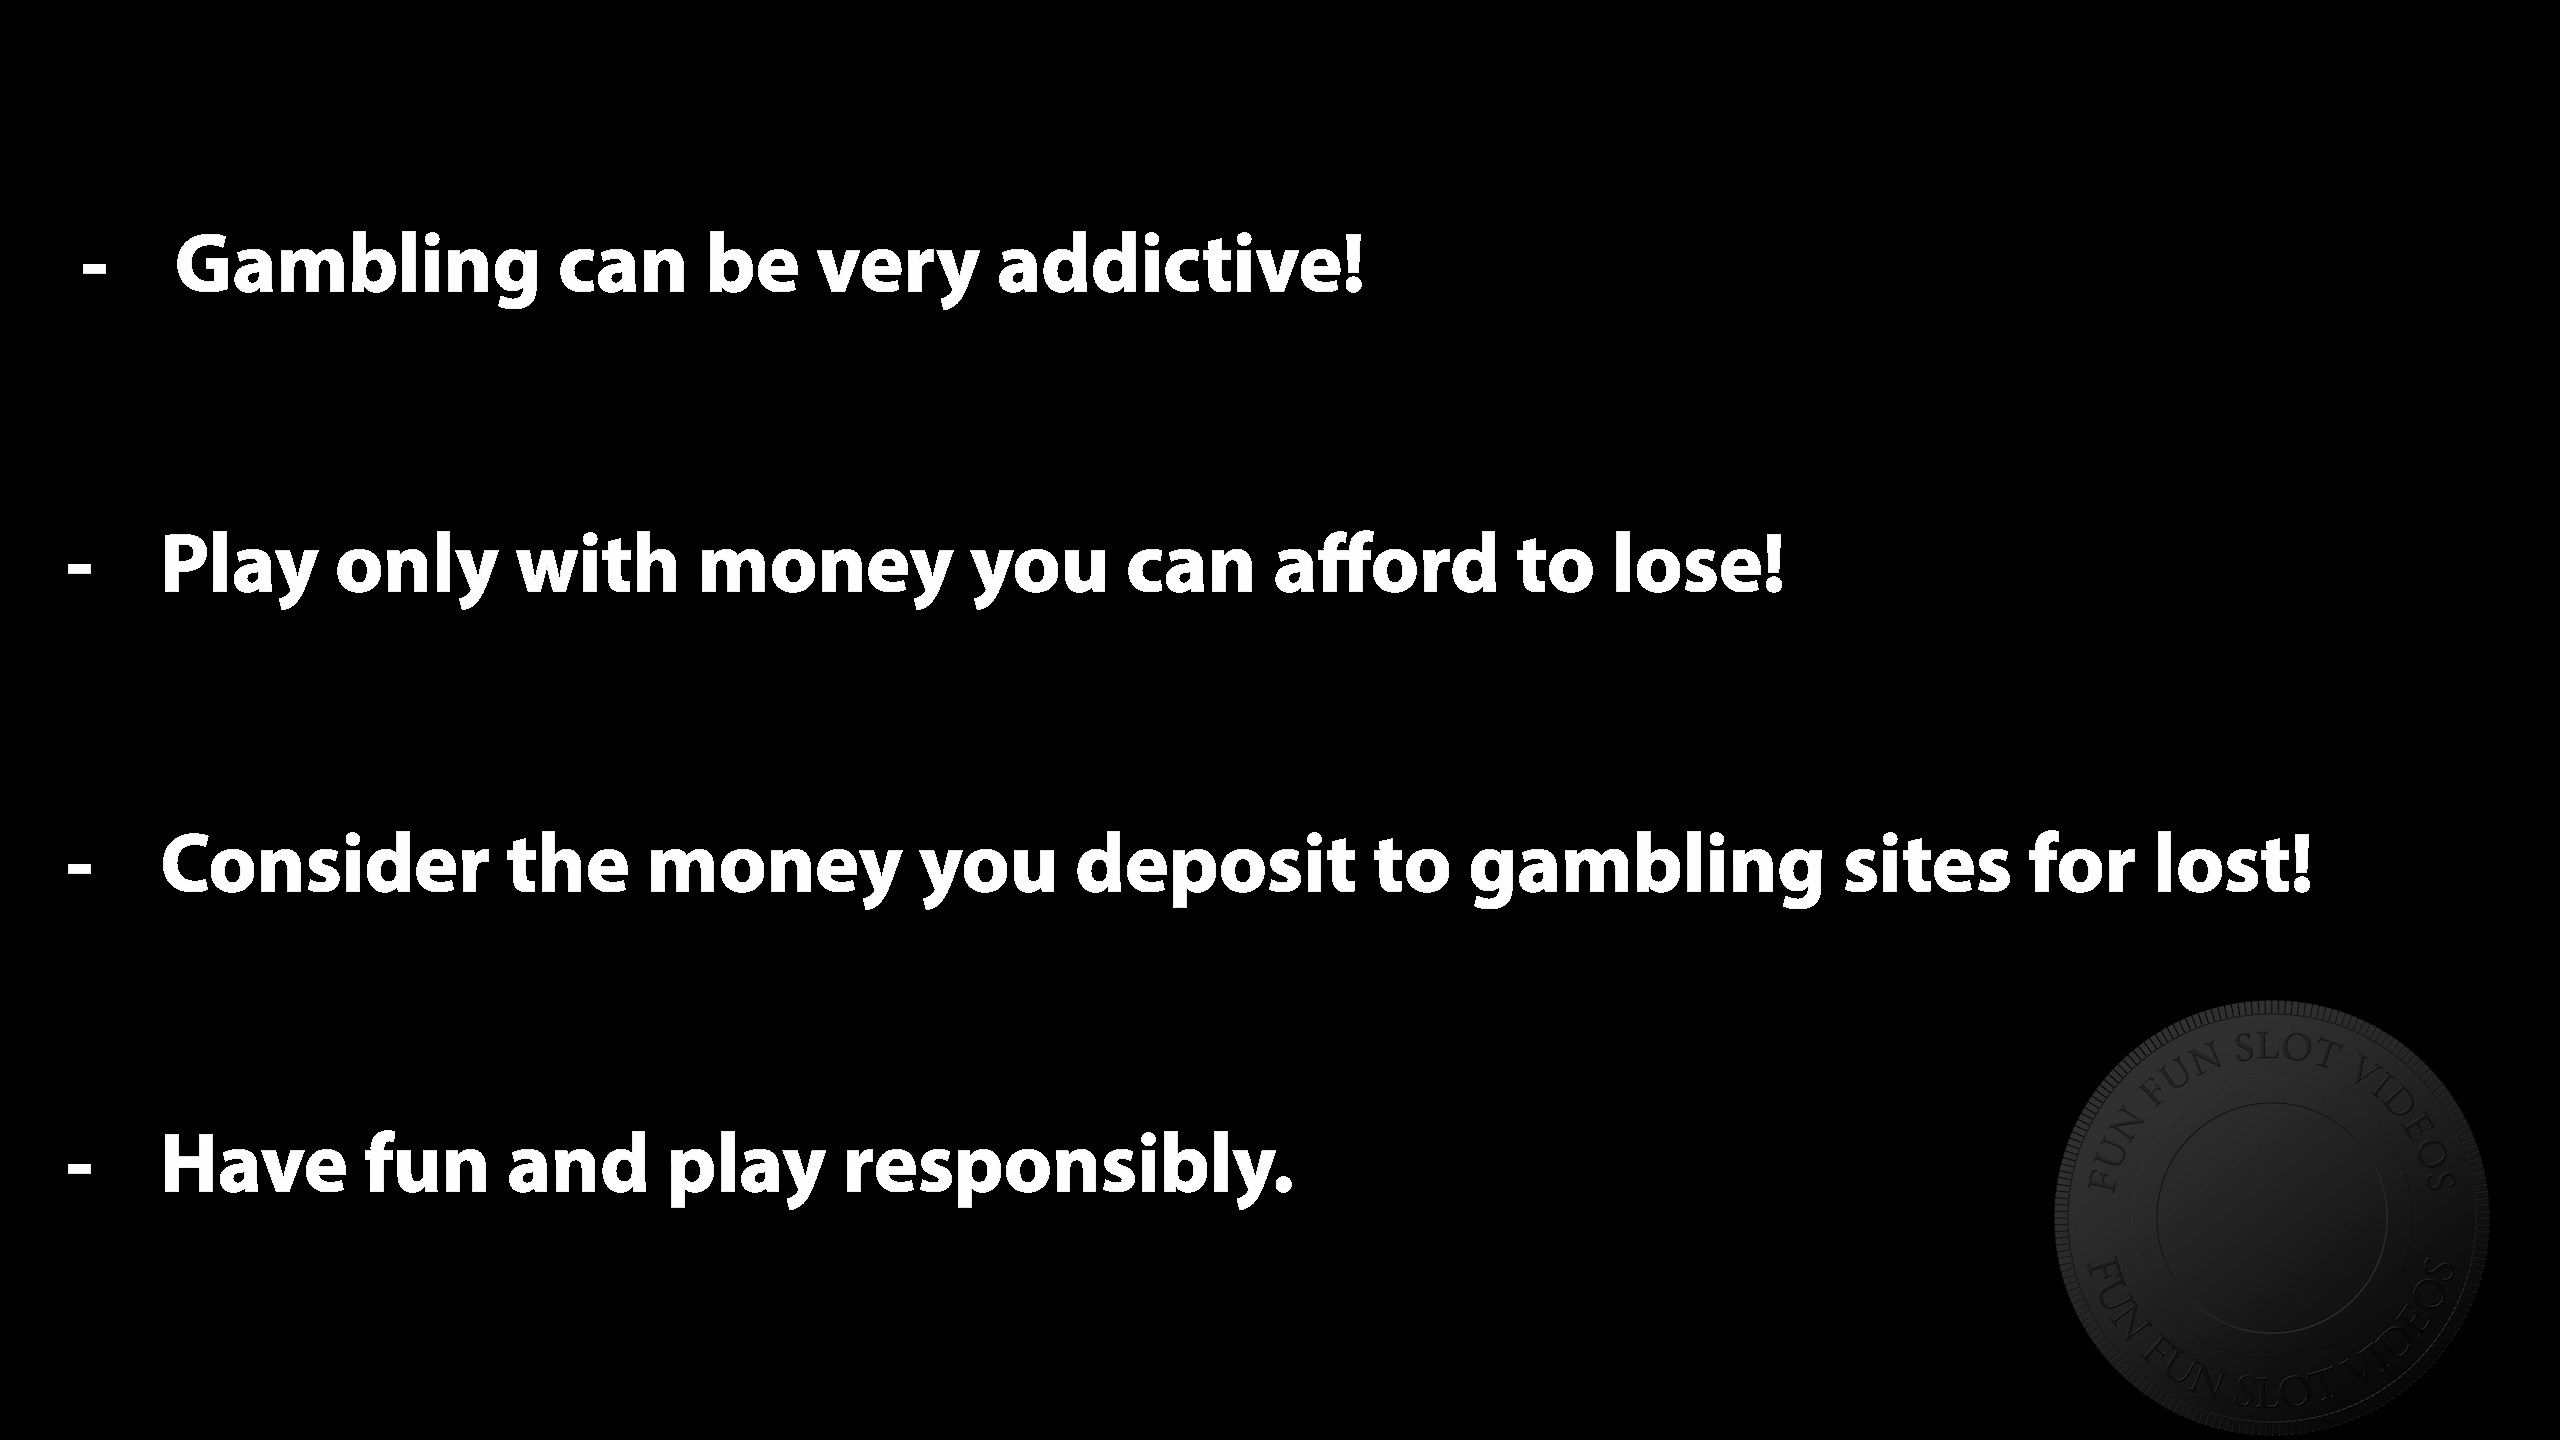 - Gambling can be very addictive!
- Play only with money you can afford to lose!
- Consider the money you deposit to gambling sites for lost!
- Have fun and play responsibly.
FUN FUN SLOT VIDEOS
FUN FUN SLOT VIDEOS